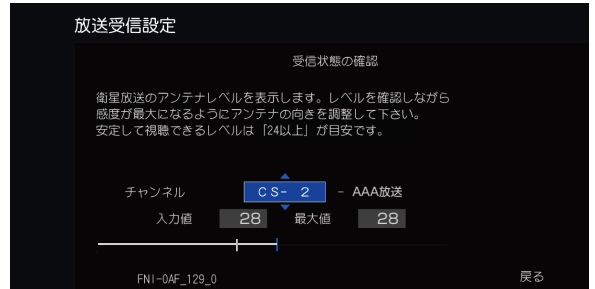 放送受信設定
受信状態の確認
衛星放送のアンテナレベルを表示します。レベルを確認しながら
感度が最大になるようにアンテナの向きを調整して下さい。
安定して視聴できるレベルは「24以上」が目安です。
チャンネル CS- 2 - AAA放送
入力値 28 最大値 28
FNI-0AF_129_0 戻る